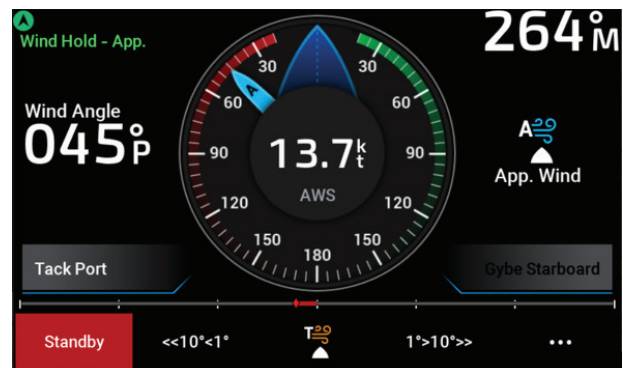 Wind Hold - App.
264°M
Wind Angle
045°P
30
30
60
60
90
90
120
120
150
150
180
A
13.7kt
AWS
A
App. Wind
Tack Port
Gybe Starboard
Standby
<<10°<1°
T
1°>10°>>
...